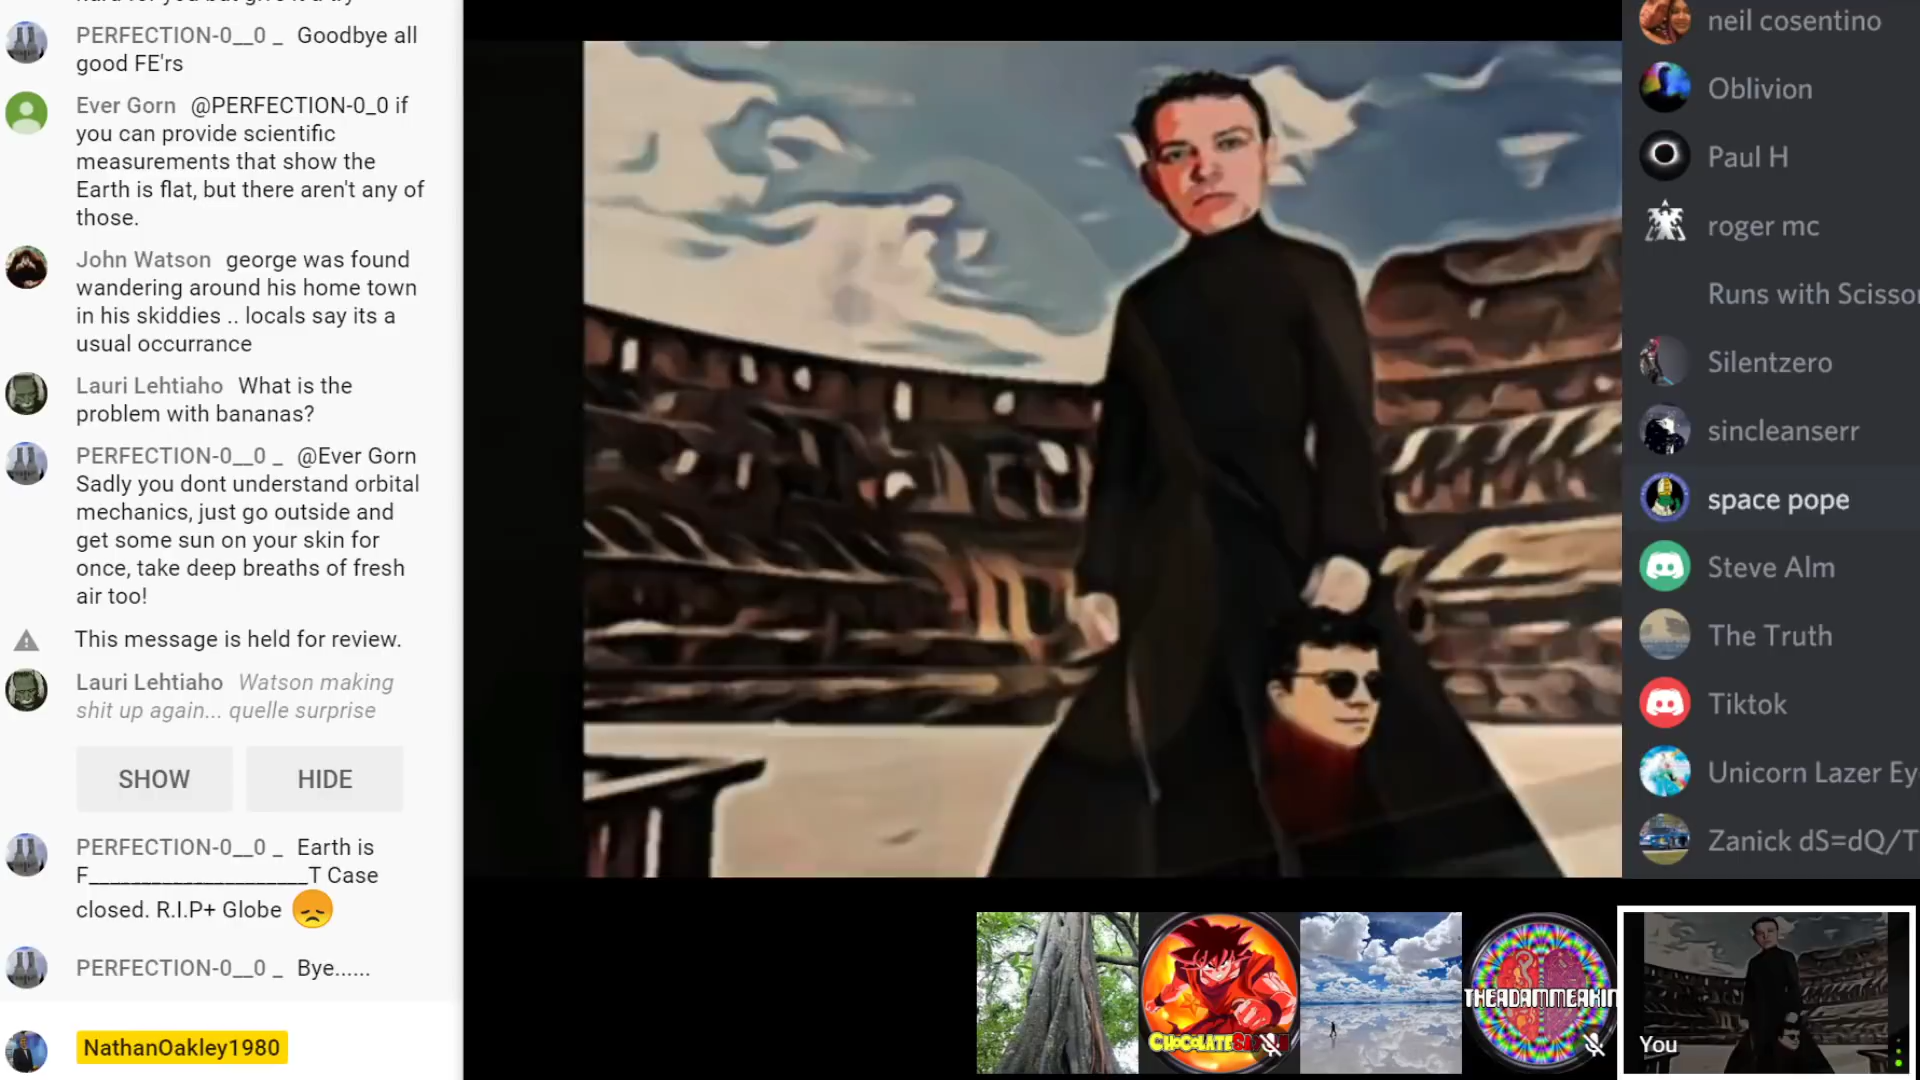 PERFECTION-0__0 _ Goodbye all
good FE'rs
Ever Gorn @PERFECTION-0_0 if
you can provide scientific
measurements that show the
Earth is flat, but there aren't any of
those.
John Watson george was found
wandering around his home town
in his skiddies .. locals say its a
usual occurrance
Lauri Lehtiaho What is the
problem with bananas?
PERFECTION-0__0 _ @Ever Gorn
Sadly you dont understand orbital
mechanics, just go outside and
get some sun on your skin for
once, take deep breaths of fresh
air too!
This message is held for review.
Lauri Lehtiaho Watson making
shit up again... quelle surprise
SHOW HIDE
PERFECTION-0__0 _ Earth is
F_____________________T Case
closed. R.I.P+ Globe
PERFECTION-0__0 _ Bye......
NathanOakley1980
neil cosentino
Oblivion
Paul H
roger mc
Runs with Scissor
Silentzero
sincleanserr
space pope
Steve Alm
The Truth
Tiktok
Unicorn Lazer Ey
Zanick dS=dQ/T
THEADAMMEAKIN
You